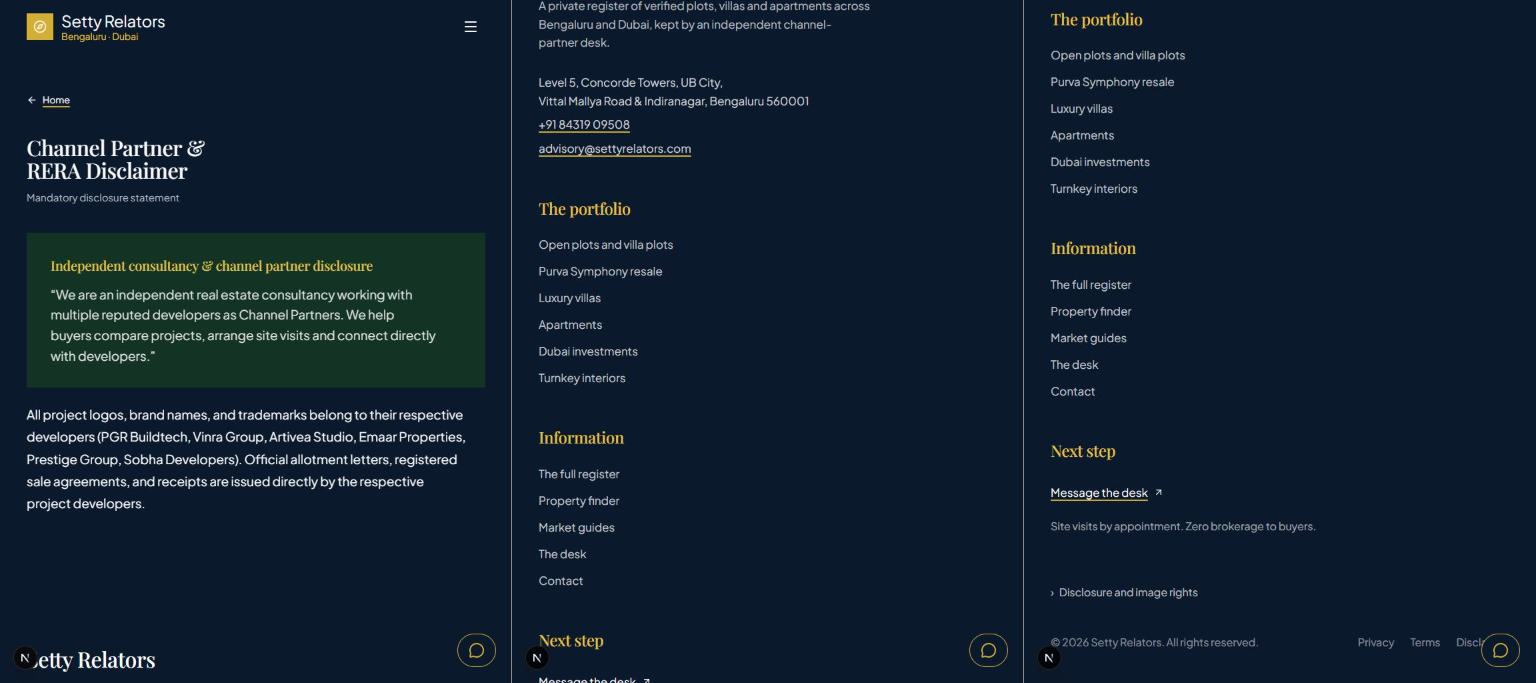 Setty Relators
Bengaluru · Dubai
← Home
Channel Partner &
RERA Disclaimer
Mandatory disclosure statement
Independent consultancy & channel partner disclosure
“We are an independent real estate consultancy working with
multiple reputed developers as Channel Partners. We help
buyers compare projects, arrange site visits and connect directly
with developers.”
All project logos, brand names, and trademarks belong to their respective
developers (PGR Buildtech, Vinra Group, Artivea Studio, Emaar Properties,
Prestige Group, Sobha Developers). Official allotment letters, registered
sale agreements, and receipts are issued directly by the respective
project developers.
Setty Relators
N
A private register of verified plots, villas and apartments across
Bengaluru and Dubai, kept by an independent channel-
partner desk.
Level 5, Concorde Towers, UB City,
Vittal Mallya Road & Indiranagar, Bengaluru 560001
+91 84319 09508
advisory@settyrelators.com
The portfolio
Open plots and villa plots
Purva Symphony resale
Luxury villas
Apartments
Dubai investments
Turnkey interiors
Information
The full register
Property finder
Market guides
The desk
Contact
Next step
N
Message the desk ↗
The portfolio
Open plots and villa plots
Purva Symphony resale
Luxury villas
Apartments
Dubai investments
Turnkey interiors
Information
The full register
Property finder
Market guides
The desk
Contact
Next step
Message the desk ↗
Site visits by appointment. Zero brokerage to buyers.
› Disclosure and image rights
© 2026 Setty Relators. All rights reserved.
Privacy Terms
N